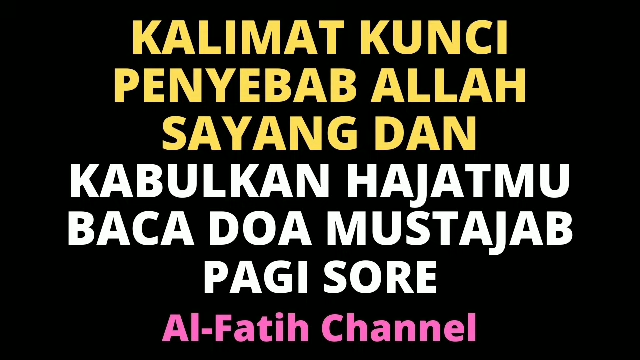 KALIMAT KUNCI
PENYEBAB ALLAH
SAYANG DAN
KABULKAN HAJATMU
BACA DOA MUSTAJAB
PAGI SORE
Al-Fatih Channel